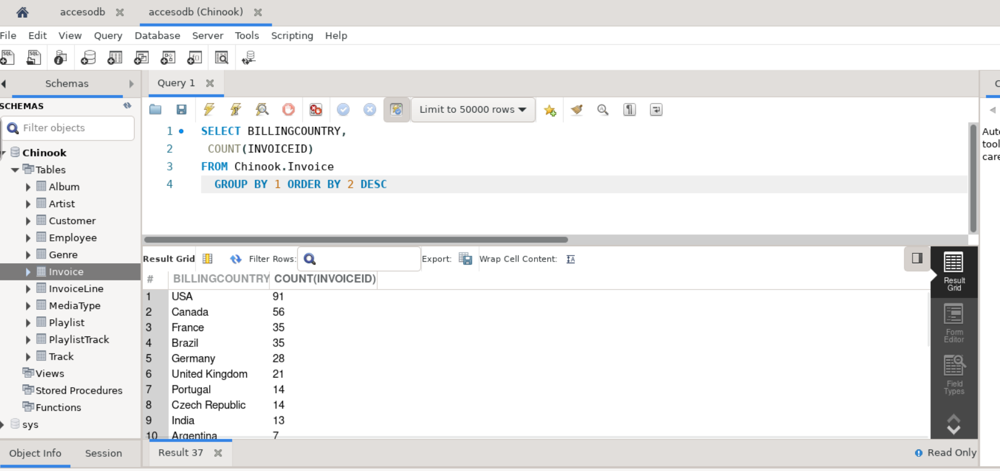 accesodb
accesodb (Chinook)
File Edit View Query Database Server Tools Scripting Help
Schemas
Query 1
SCHEMAS
Filter objects
Limit to 50000 rows
Chinook
Tables
Album
Artist
Customer
Employee
Genre
Invoice
InvoiceLine
MediaType
Playlist
PlaylistTrack
Track
Views
Stored Procedures
Functions
sys
Object Info Session
1 SELECT BILLINGCOUNTRY,
2 COUNT(INVOICEID)
3 FROM Chinook.Invoice
4 GROUP BY 1 ORDER BY 2 DESC
Result Grid Filter Rows: Export: Wrap Cell Content:
# BILLINGCOUNTRY COUNT(INVOICEID)
1 USA 91
2 Canada 56
3 France 35
4 Brazil 35
5 Germany 28
6 United Kingdom 21
7 Portugal 14
8 Czech Republic 14
9 India 13
10 Argentina 7
Result 37
Result
Grid
Form
Editor
Field
Types
Read Only